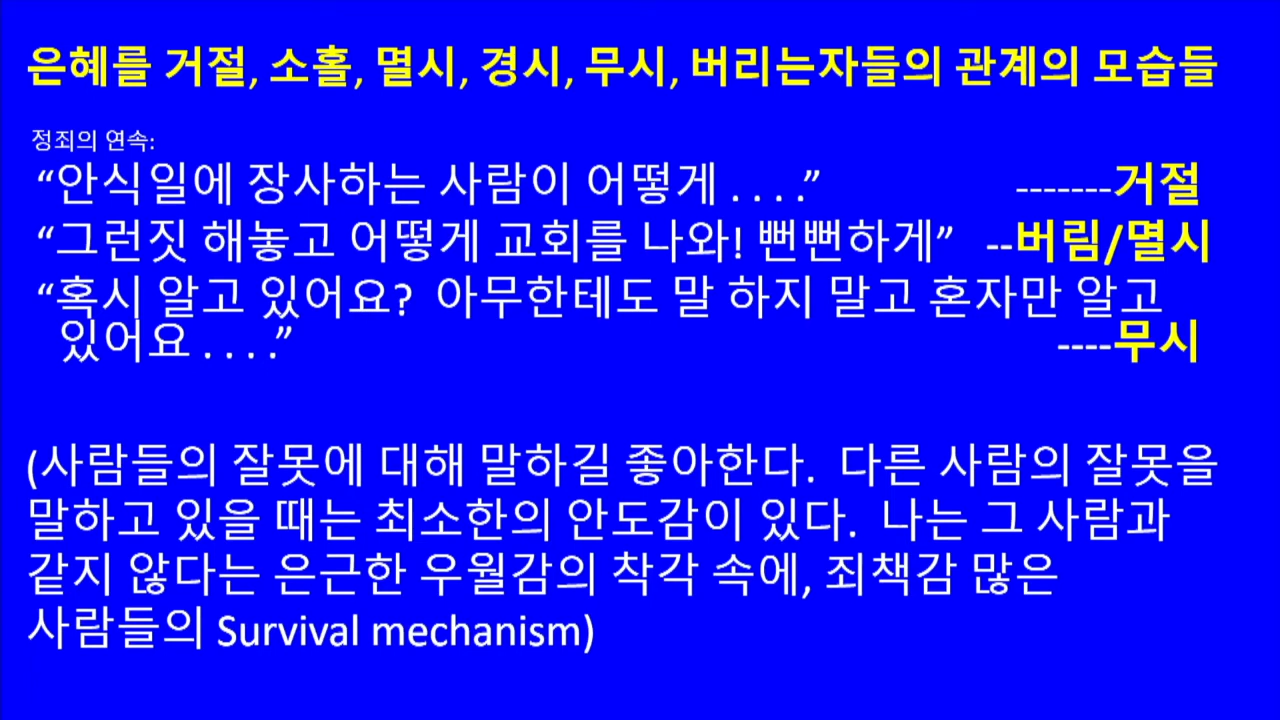 은혜를 거절, 소홀, 멸시, 경시, 무시, 버리는자들의 관계의 모습들
정죄의 연속:
“안식일에 장사하는 사람이 어떻게 . . . .” -------거절
“그런짓 해놓고 어떻게 교회를 나와! 뻔뻔하게” --버림/멸시
“혹시 알고 있어요? 아무한테도 말 하지 말고 혼자만 알고
있어요 . . . .” ----무시
(사람들의 잘못에 대해 말하길 좋아한다. 다른 사람의 잘못을
말하고 있을 때는 최소한의 안도감이 있다. 나는 그 사람과
같지 않다는 은근한 우월감의 착각 속에, 죄책감 많은
사람들의 Survival mechanism)